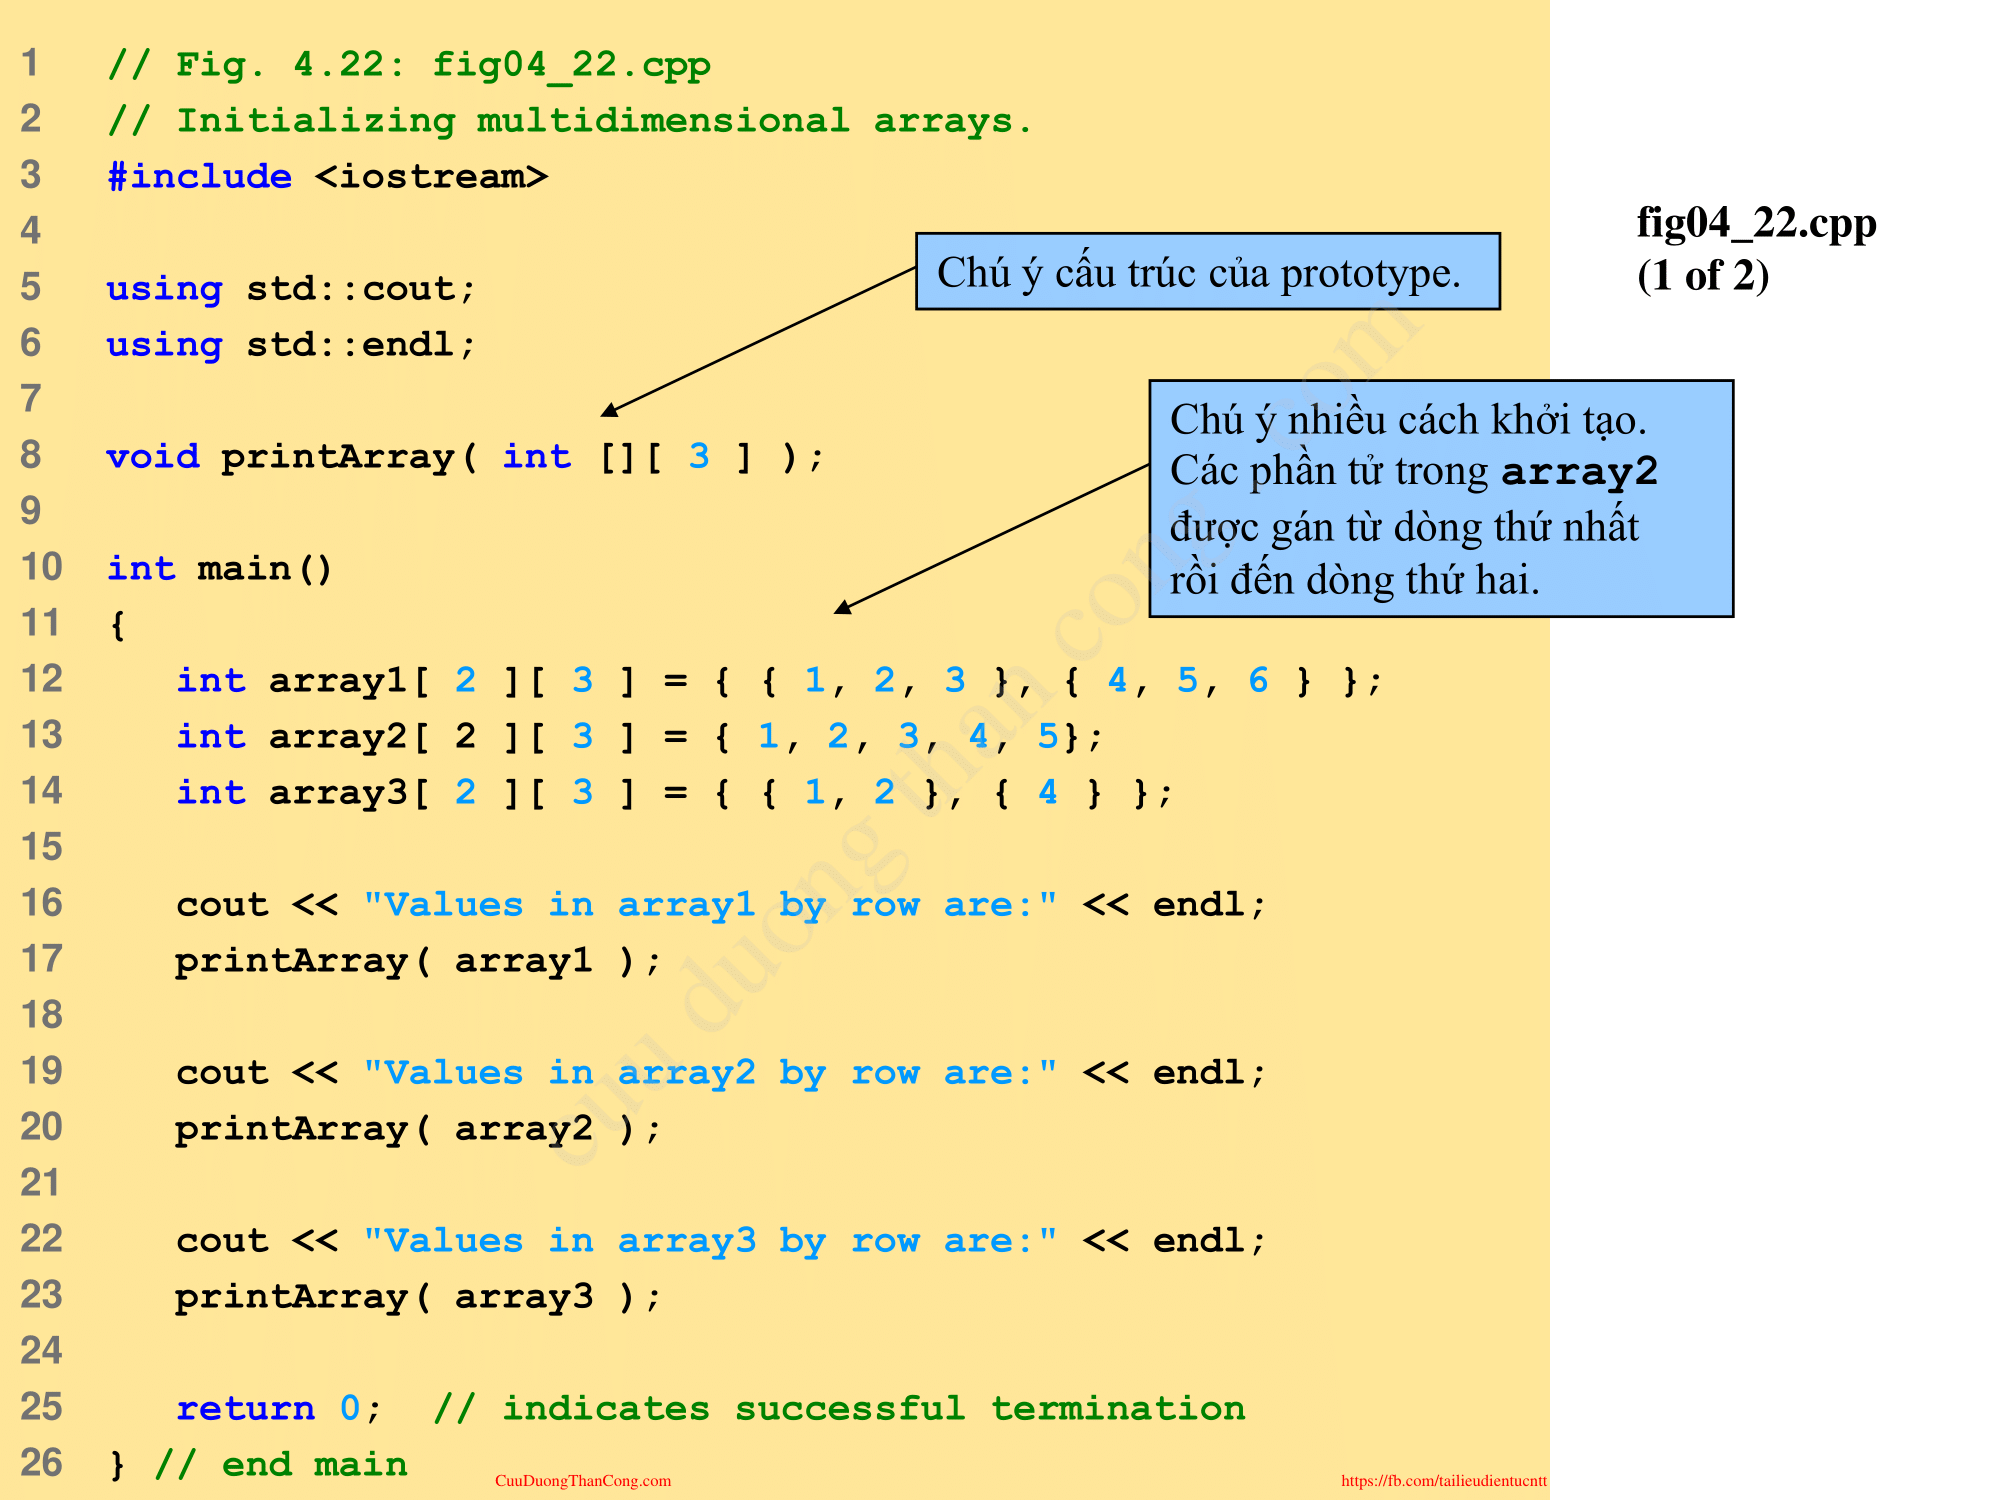 1 // Fig. 4.22: fig04_22.cpp
2 // Initializing multidimensional arrays.
3 #include <iostream>
4
5 using std::cout;
6 using std::endl;
7
8 void printArray( int [][ 3 ] );
9
10 int main()
11 {
12 int array1[ 2 ][ 3 ] = { { 1, 2, 3 }, { 4, 5, 6 } };
13 int array2[ 2 ][ 3 ] = { 1, 2, 3, 4, 5};
14 int array3[ 2 ][ 3 ] = { { 1, 2 }, { 4 } };
15
16 cout << "Values in array1 by row are:" << endl;
17 printArray( array1 );
18
19 cout << "Values in array2 by row are:" << endl;
20 printArray( array2 );
21
22 cout << "Values in array3 by row are:" << endl;
23 printArray( array3 );
24
25 return 0; // indicates successful termination
26 } // end main
Chú ý cấu trúc của prototype.
Chú ý nhiều cách khởi tạo.
Các phần tử trong array2
được gán từ dòng thứ nhất
rồi đến dòng thứ hai.
fig04_22.cpp
(1 of 2)
cuu duong than cong . com
CuuDuongThanCong.com
https://fb.com/tailieudientucntt